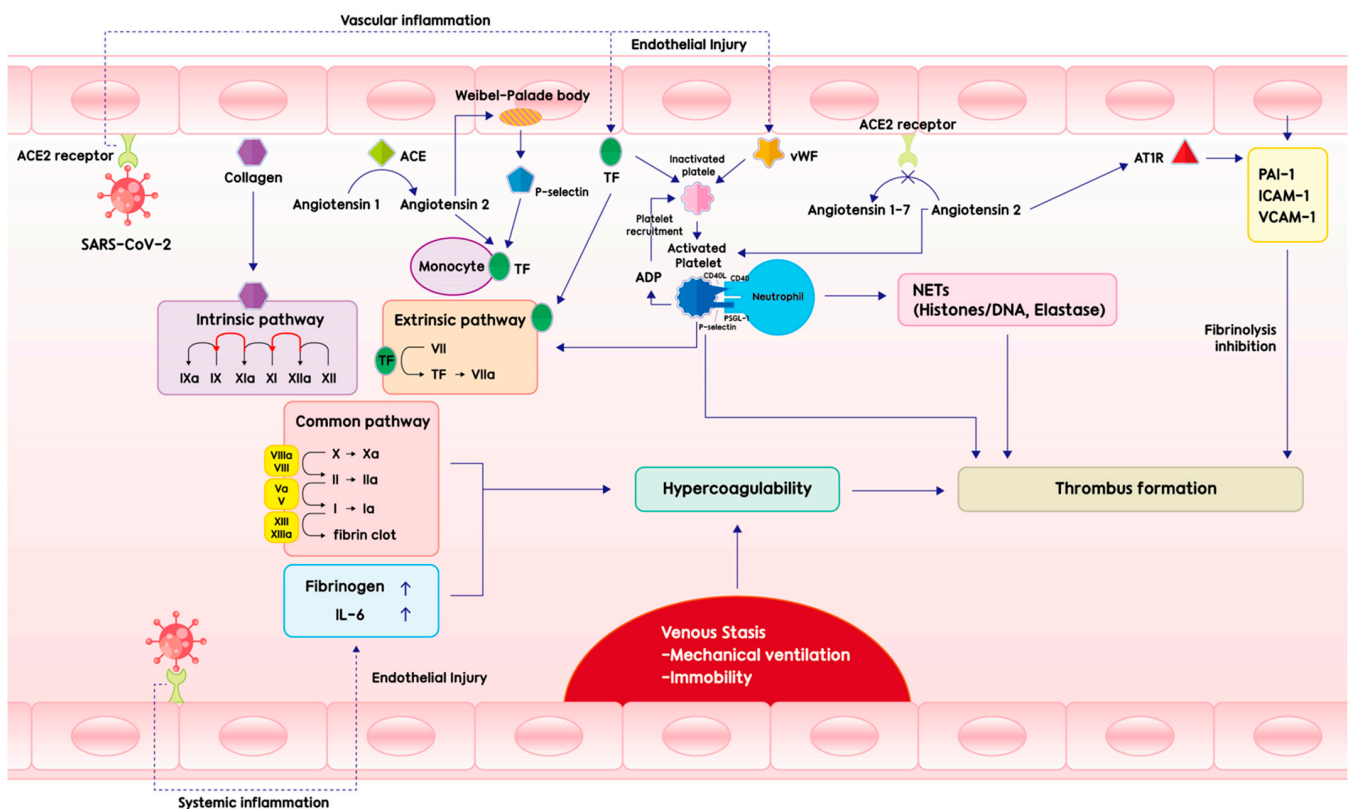 Vascular inflammation
Endothelial Injury
Weibel-Palade body
ACE2 receptor
ACE2 receptor
ACE
TF
Inactivated
platele
vWF
AT1R
Collagen
P-selectin
PAI-1
ICAM-1
VCAM-1
Angiotensin 1
Angiotensin 2
Angiotensin 1-7
Angiotensin 2
SARS-CoV-2
Platelet
recruitment
Activated
Platelet
Monocyte
TF
ADP
CD40L
CD40
Neutrophil
PSGL-1
P-selectin
NETs
(Histones/DNA, Elastase)
Fibrinolysis
inhibition
Intrinsic pathway
IXa IX XIa XI XIIa XII
Extrinsic pathway
TF
VII
TF → VIIa
Common pathway
VIIIa
VIII
X → Xa
II → IIa
Va
V
I → Ia
XIII
XIIIa
fibrin clot
Hypercoagulability
Thrombus formation
Fibrinogen ↑
IL-6 ↑
Venous Stasis
-Mechanical ventilation
-Immobility
Endothelial Injury
Systemic inflammation